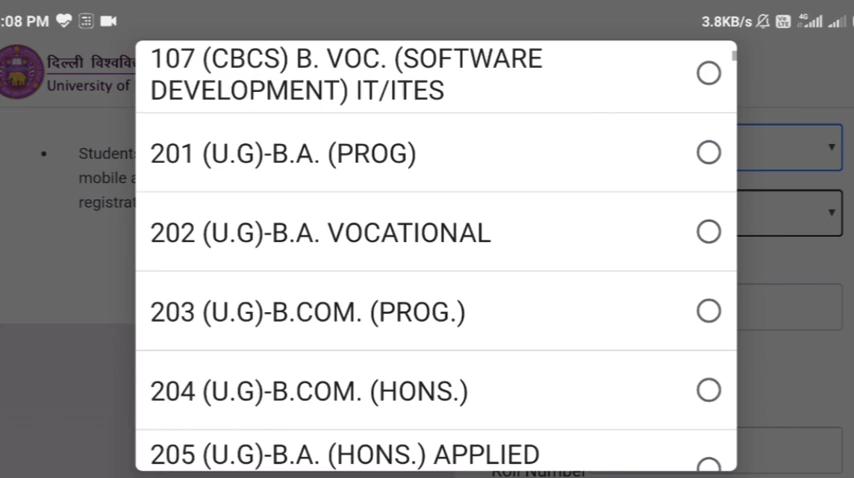 :08 PM
3.8KB/s
4G
दिल्ली
University of
107 (CBCS) B. VOC. (SOFTWARE
DEVELOPMENT) IT/ITES
201 (U.G)-B.A. (PROG)
• Student
mobile
registrat
202 (U.G)-B.A. VOCATIONAL
203 (U.G)-B.COM. (PROG.)
204 (U.G)-B.COM. (HONS.)
205 (U.G)-B.A. (HONS.) APPLIED
Roll Number